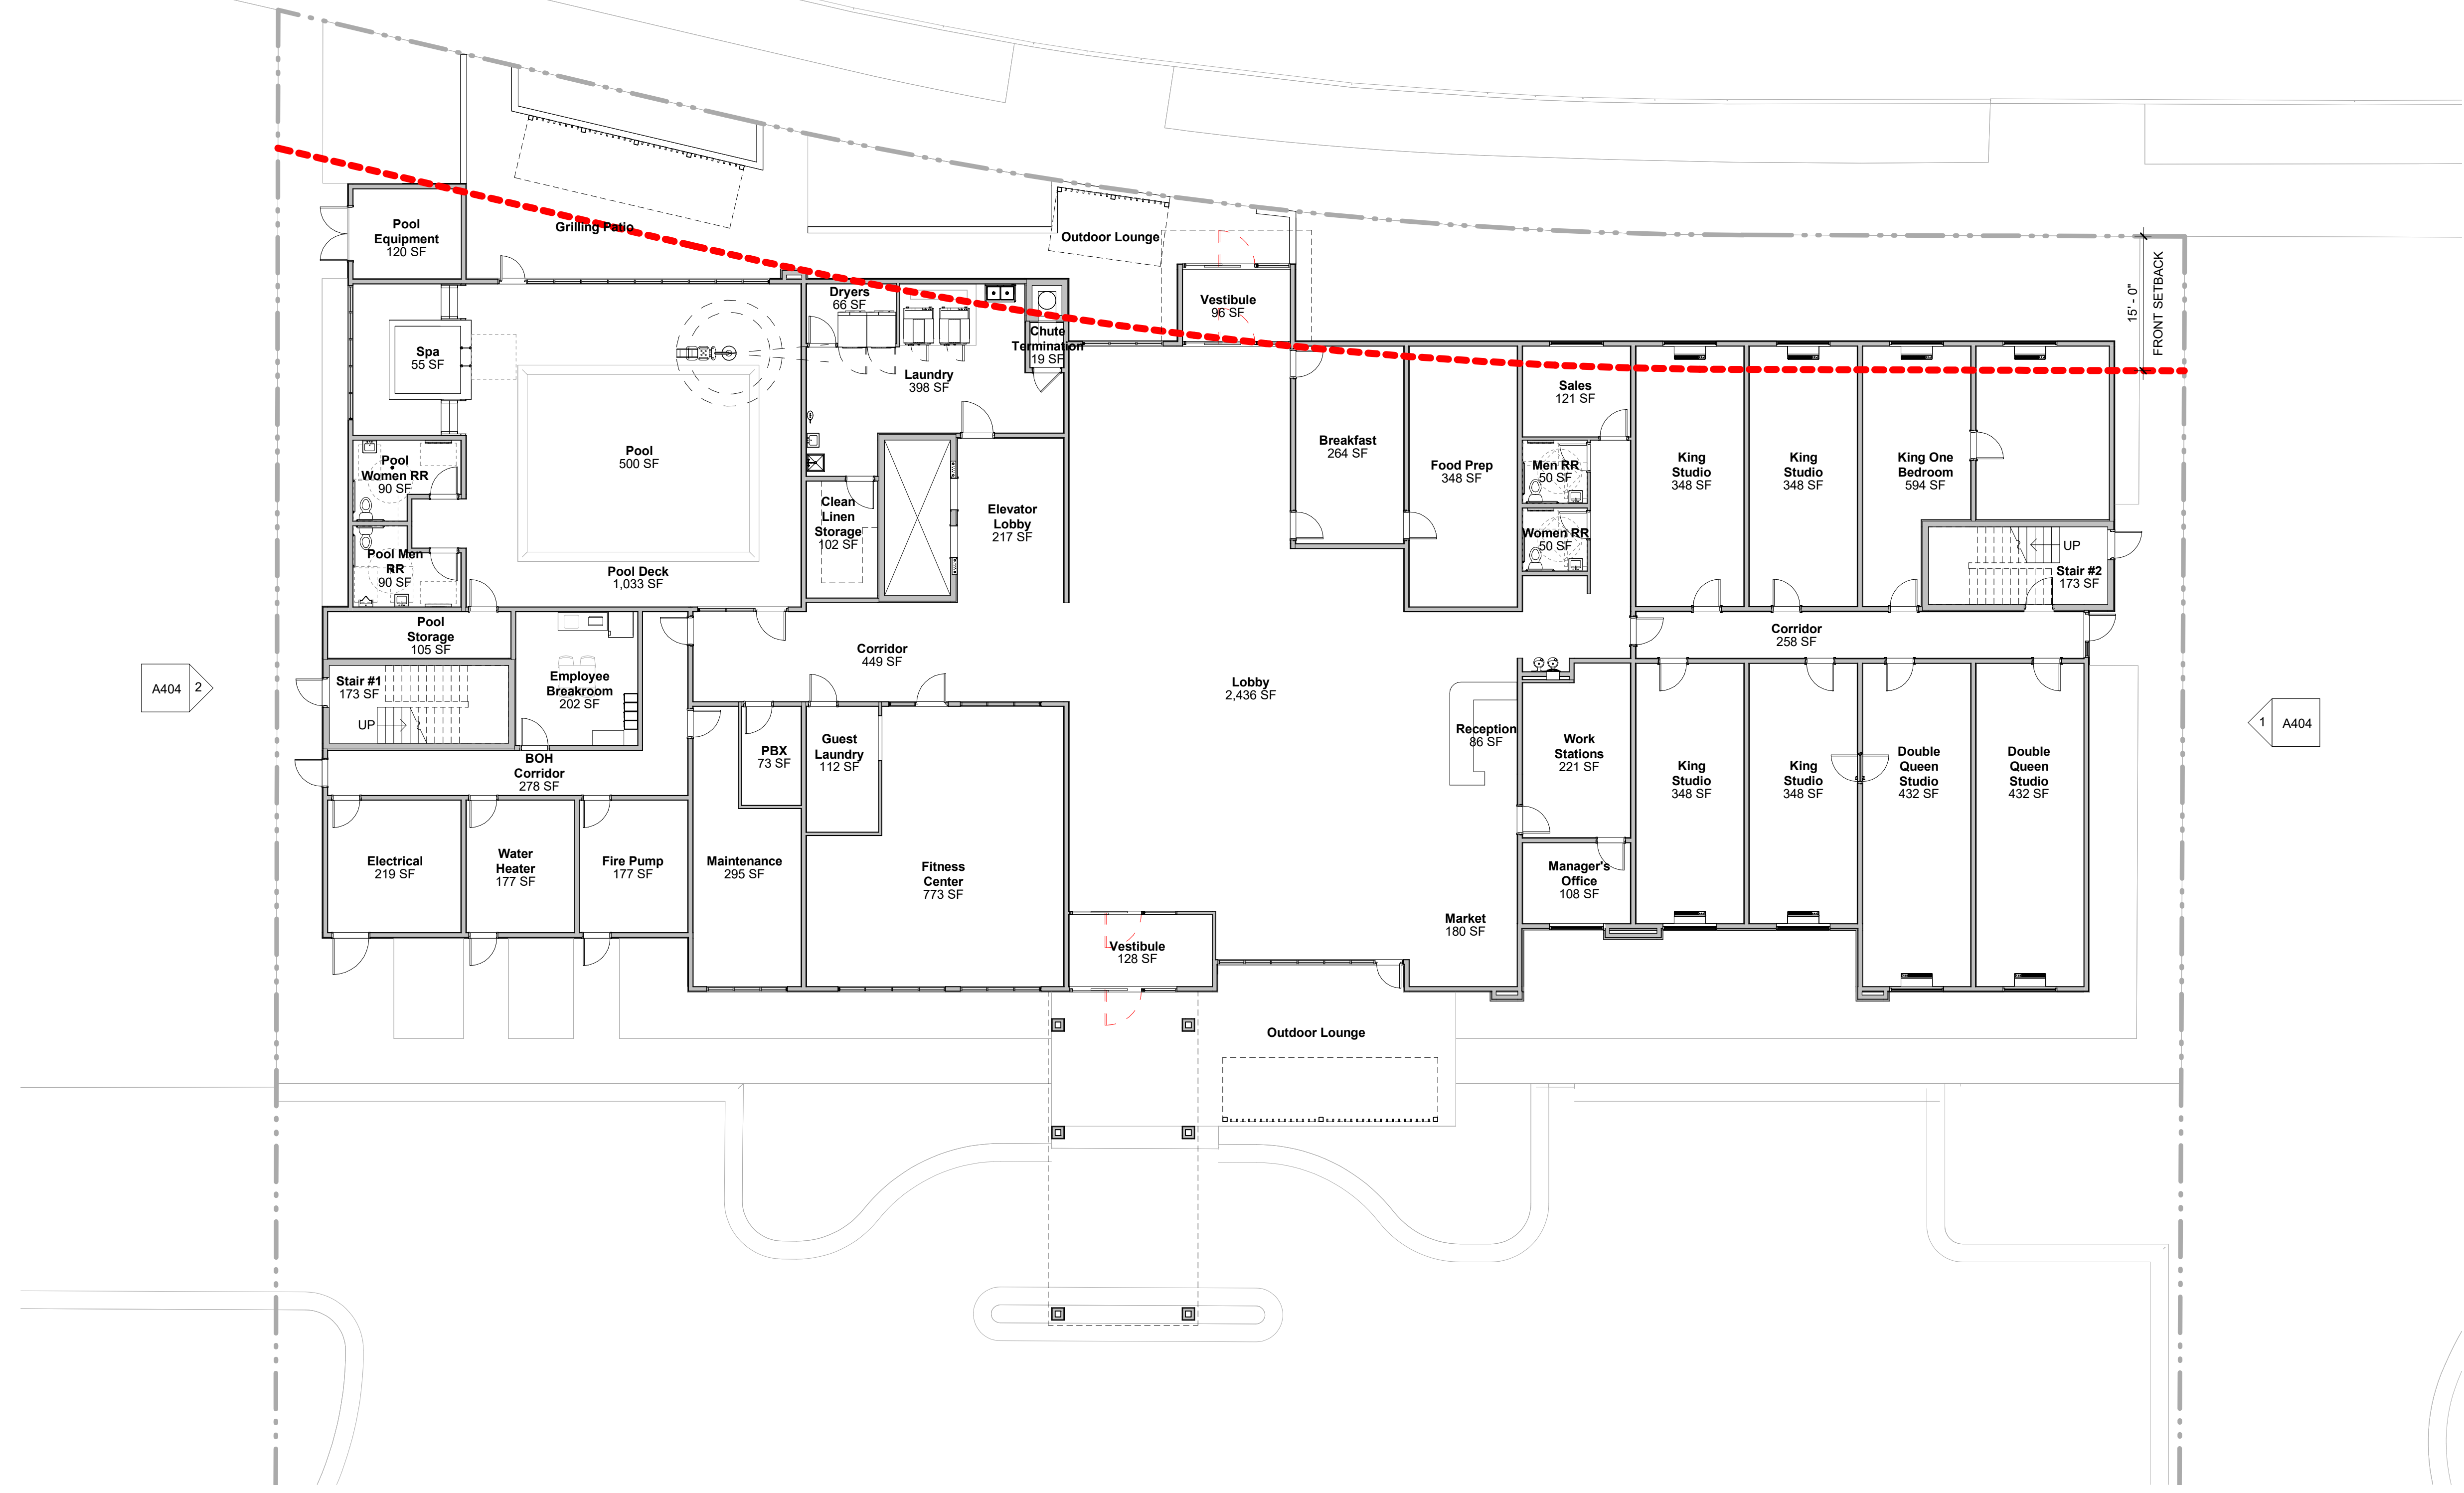 Grilling Patio
Pool
Equipment
120 SF
Outdoor Lounge
15' - 0"
FRONT SETBACK
Dryers
66 SF
Vestibule
96 SF
Chute
Termination
19 SF
Spa
55 SF
Laundry
398 SF
Sales
121 SF
Pool
500 SF
Breakfast
264 SF
Food Prep
348 SF
Men RR
50 SF
King
Studio
348 SF
King
Studio
348 SF
King One
Bedroom
594 SF
Pool
Women RR
90 SF
Clean
Linen
Storage
102 SF
Elevator
Lobby
217 SF
Women RR
50 SF
UP
Stair #2
173 SF
Pool Men
RR
90 SF
Pool Deck
1,033 SF
Pool
Storage
105 SF
Corridor
258 SF
Corridor
449 SF
A404
2
Stair #1
173 SF
UP
Employee
Breakroom
202 SF
Lobby
2,436 SF
1
A404
Reception
86 SF
BOH
Corridor
278 SF
PBX
73 SF
Guest
Laundry
112 SF
Work
Stations
221 SF
King
Studio
348 SF
King
Studio
348 SF
Double
Queen
Studio
432 SF
Double
Queen
Studio
432 SF
Electrical
219 SF
Water
Heater
177 SF
Fire Pump
177 SF
Maintenance
295 SF
Fitness
Center
773 SF
Manager's
Office
108 SF
Market
180 SF
Vestibule
128 SF
Outdoor Lounge